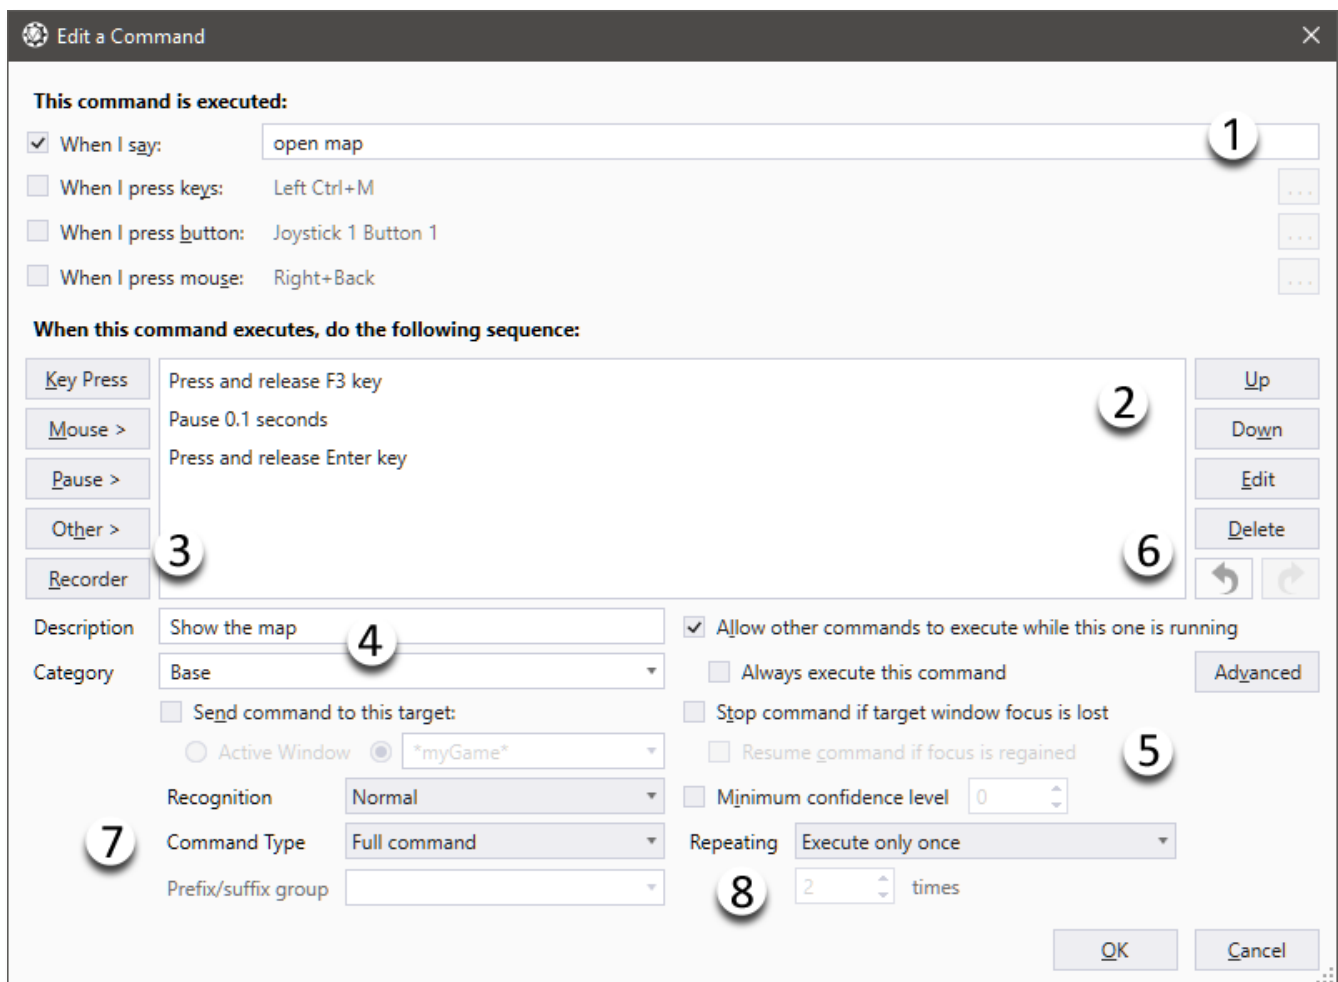 Edit a Command
This command is executed:
When I say: open map 1
When I press keys: Left Ctrl+M ...
When I press button: Joystick 1 Button 1 ...
When I press mouse: Right+Back ...
When this command executes, do the following sequence:
Key Press Press and release F3 key 2 Up
Mouse > Pause 0.1 seconds Down
Pause > Press and release Enter key Edit
Other > 3 6 Delete
Recorder
Description Show the map 4 Allow other commands to execute while this one is running
Category Base Always execute this command Advanced
Send command to this target: Stop command if target window focus is lost
Active Window *myGame* Resume command if focus is regained 5
Recognition Normal Minimum confidence level 0
7 Command Type Full command Repeating Execute only once
Prefix/suffix group 8 2 times
OK Cancel